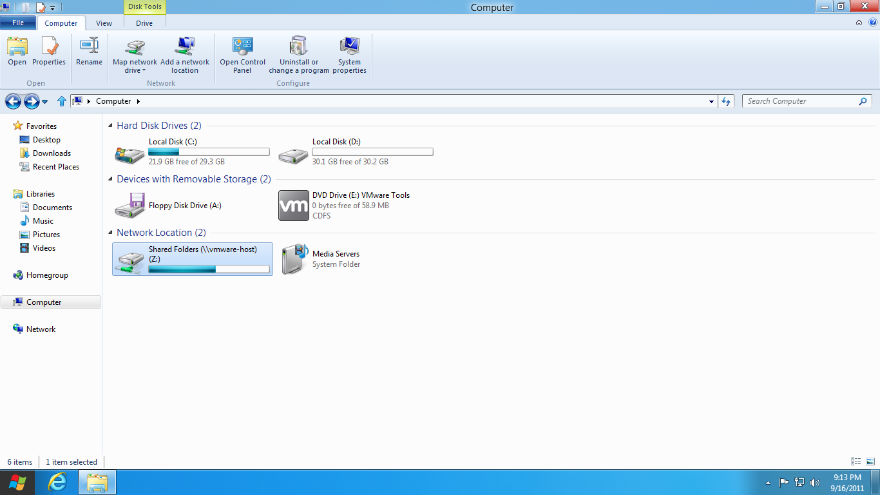 Disk Tools
Computer
File
Computer
View
Drive
Open
Properties
Rename
Map network
drive
Add a network
location
Open Control
Panel
Uninstall or
change a program
System
properties
Open
Network
Configure
Computer
Search Computer
Favorites
Desktop
Downloads
Recent Places
Libraries
Documents
Music
Pictures
Videos
Homegroup
Computer
Network
Hard Disk Drives (2)
Local Disk (C:)
21.9 GB free of 29.3 GB
Local Disk (D:)
30.1 GB free of 30.2 GB
Devices with Removable Storage (2)
Floppy Disk Drive (A:)
vm
DVD Drive (E:) VMware Tools
0 bytes free of 58.9 MB
CDFS
Network Location (2)
Shared Folders (\\vmware-host)
(Z:)
Media Servers
System Folder
6 items
1 item selected
9:13 PM
9/16/2011